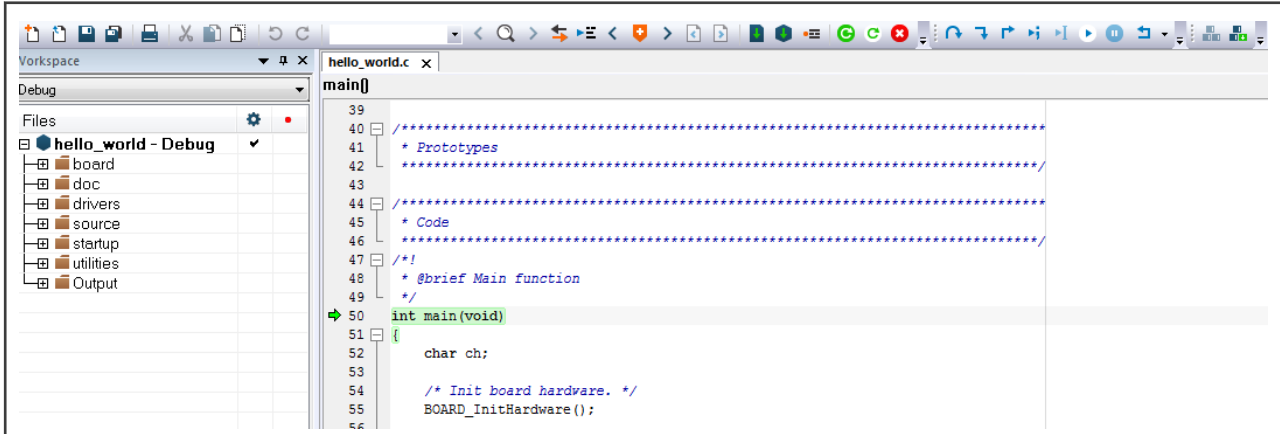 Workspace
hello_world.c
Debug
main()
Files
hello_world - Debug
board
doc
drivers
source
startup
utilities
Output
39
40 /******************************************************************************
41 * Prototypes
42 *****************************************************************************/
43
44 /******************************************************************************
45 * Code
46 *****************************************************************************/
47 /*!
48 * @brief Main function
49 */
50 int main(void)
51 {
52 char ch;
53
54 /* Init board hardware. */
55 BOARD_InitHardware();
56